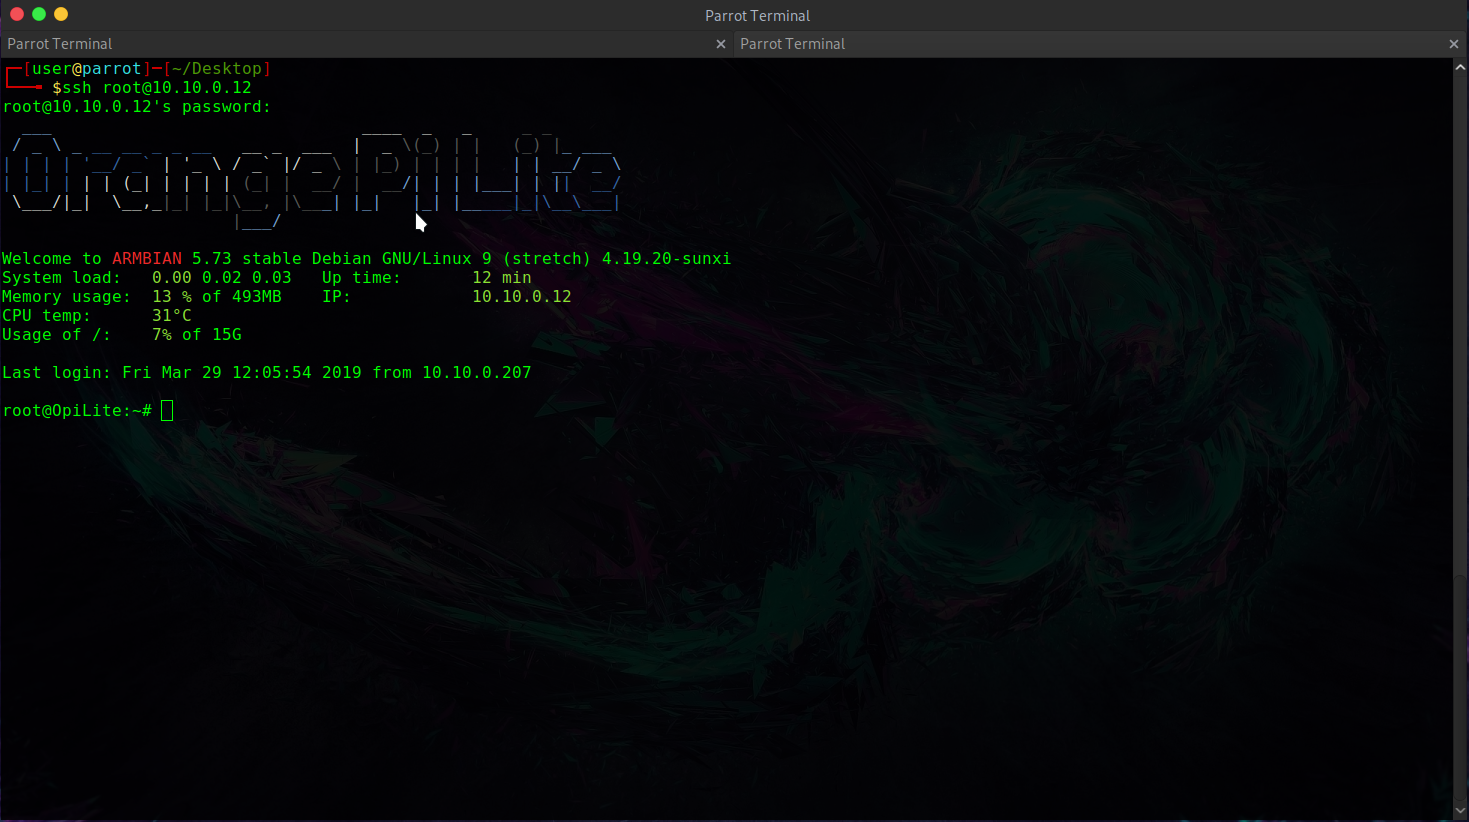 Parrot Terminal
Parrot Terminal × Parrot Terminal ×
┌─[user@parrot]─[~/Desktop]
└──╼ $ssh root@10.10.0.12
root@10.10.0.12's password:
OrangePiLite
Welcome to ARMBIAN 5.73 stable Debian GNU/Linux 9 (stretch) 4.19.20-sunxi
System load:   0.00 0.02 0.03   Up time:       12 min
Memory usage:  13 % of 493MB    IP:            10.10.0.12
CPU temp:      31°C
Usage of /:    7% of 15G
Last login: Fri Mar 29 12:05:54 2019 from 10.10.0.207
root@OpiLite:~#